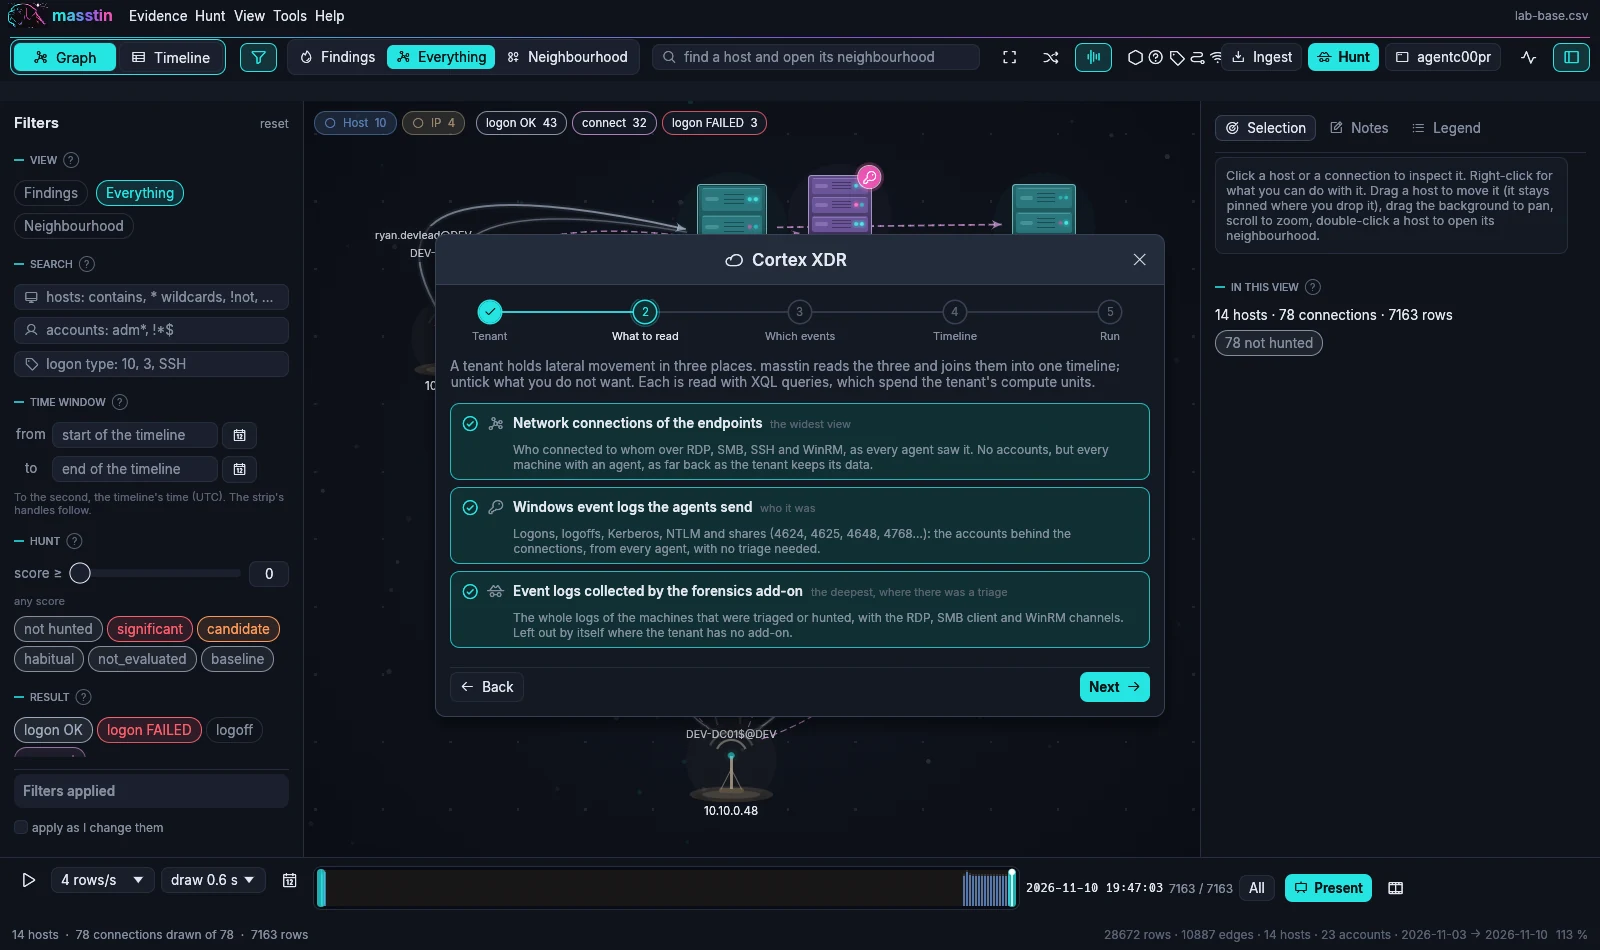 masstin Evidence Hunt View Tools Help lab-base.csv
Graph Timeline Findings Everything Neighbourhood find a host and open its neighbourhood Ingest Hunt agentc00pr
Filters reset
VIEW ?
Findings Everything
Neighbourhood
SEARCH ?
hosts: contains, * wildcards, !not, ...
accounts: adm*, !*$
logon type: 10, 3, SSH
TIME WINDOW ?
from start of the timeline
to end of the timeline
To the second, the timeline's time (UTC). The strip's
handles follow.
HUNT ?
score ≥ 0
any score
not hunted significant candidate
habitual not_evaluated baseline
RESULT ?
logon OK logon FAILED logoff
Filters applied
apply as I change them
Host 10 IP 4 logon OK 43 connect 32 logon FAILED 3
ryan.devlead@DEV
DEV-
10
Cortex XDR
2 3 4 5
Tenant What to read Which events Timeline Run
A tenant holds lateral movement in three places. masstin reads the three and joins them into one timeline;
untick what you do not want. Each is read with XQL queries, which spend the tenant's compute units.
Network connections of the endpoints the widest view
Who connected to whom over RDP, SMB, SSH and WinRM, as every agent saw it. No accounts, but every
machine with an agent, as far back as the tenant keeps its data.
Windows event logs the agents send who it was
Logons, logoffs, Kerberos, NTLM and shares (4624, 4625, 4648, 4768...): the accounts behind the
connections, from every agent, with no triage needed.
Event logs collected by the forensics add-on the deepest, where there was a triage
The whole logs of the machines that were triaged or hunted, with the RDP, SMB client and WinRM channels.
Left out by itself where the tenant has no add-on.
Back Next
DEV-DC01$@DEV
10.10.0.48
Selection Notes Legend
Click a host or a connection to inspect it. Right-click for
what you can do with it. Drag a host to move it (it stays
pinned where you drop it), drag the background to pan,
scroll to zoom, double-click a host to open its
neighbourhood.
IN THIS VIEW ?
14 hosts · 78 connections · 7163 rows
78 not hunted
4 rows/s draw 0.6 s 2026-11-10 19:47:03 7163 / 7163 All Present
14 hosts · 78 connections drawn of 78 · 7163 rows
28672 rows · 10887 edges · 14 hosts · 23 accounts · 2026-11-03 → 2026-11-10 113 %